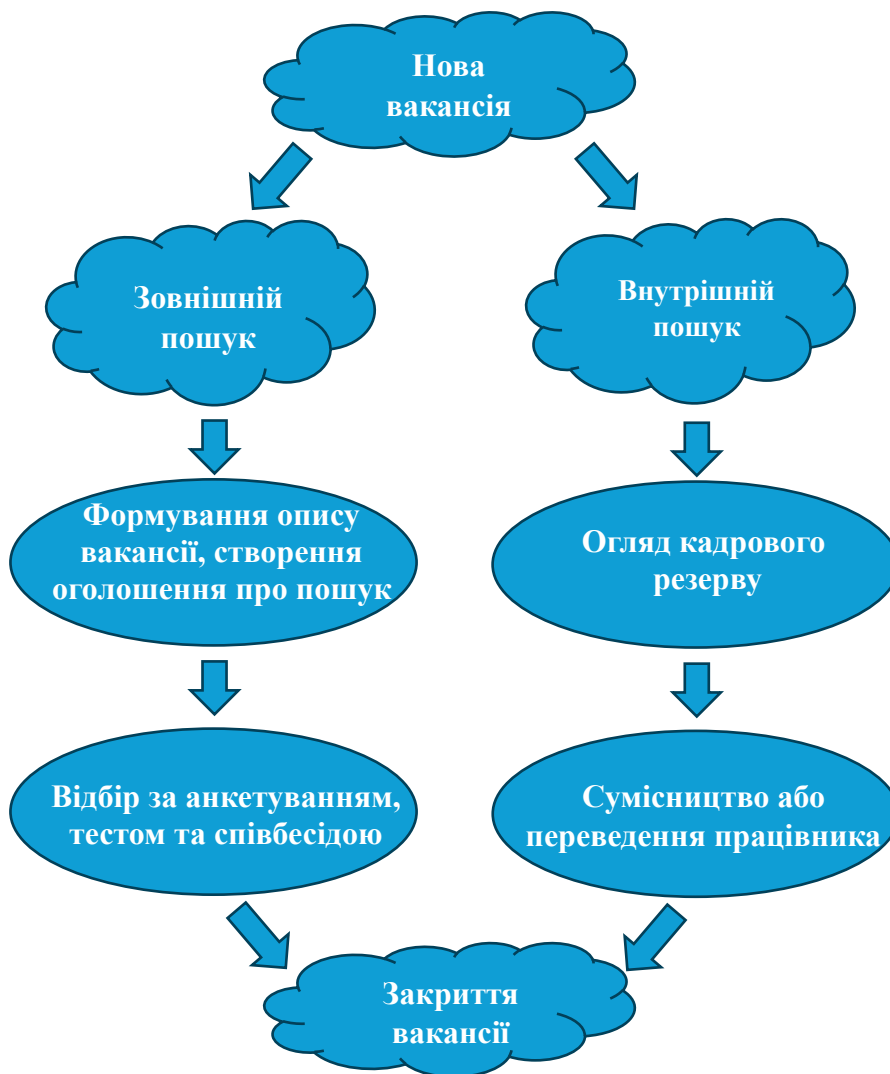 Нова
вакансія
Зовнішній
пошук
Внутрішній
пошук
Формування опису
вакансії, створення
оголошення про пошук
Огляд кадрового
резерву
Відбір за анкетуванням,
тестом та співбесідою
Сумісництво або
переведення працівника
Закриття
вакансії